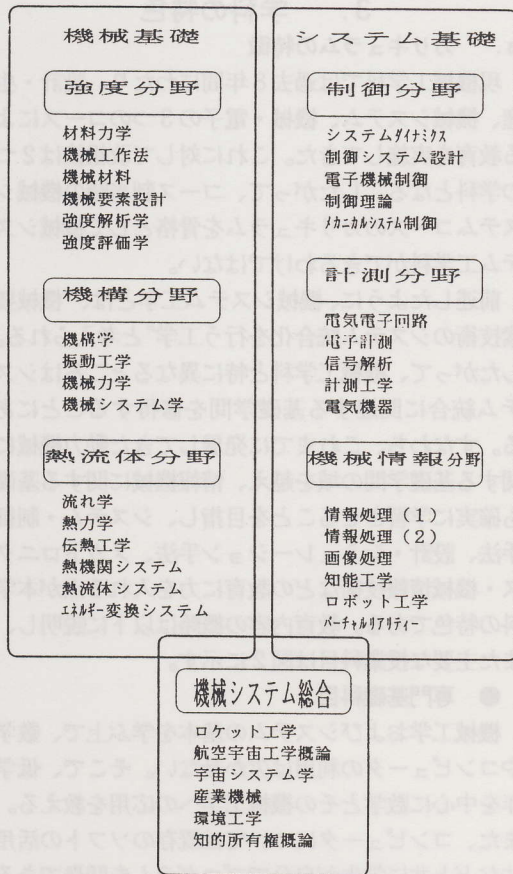 機械基礎
強度分野
材料力学
機械工作法
機械材料
機械要素設計
強度解析学
強度評価学
機構分野
機構学
振動工学
機械力学
機械システム学
熱流体分野
流れ学
熱力学
伝熱工学
熱機関システム
熱流体システム
エネルギー変換システム
システム基礎
制御分野
システムダイナミクス
制御システム設計
電子機械制御
制御理論
メカニカルシステム制御
計測分野
電気電子回路
電子計測
信号解析
計測工学
電気機器
機械情報分野
情報処理(1)
情報処理(2)
画像処理
知能工学
ロボット工学
バーチャルリアリティー
機械システム総合
ロケット工学
航空宇宙工学概論
宇宙システム学
産業機械
環境工学
知的所有権概論